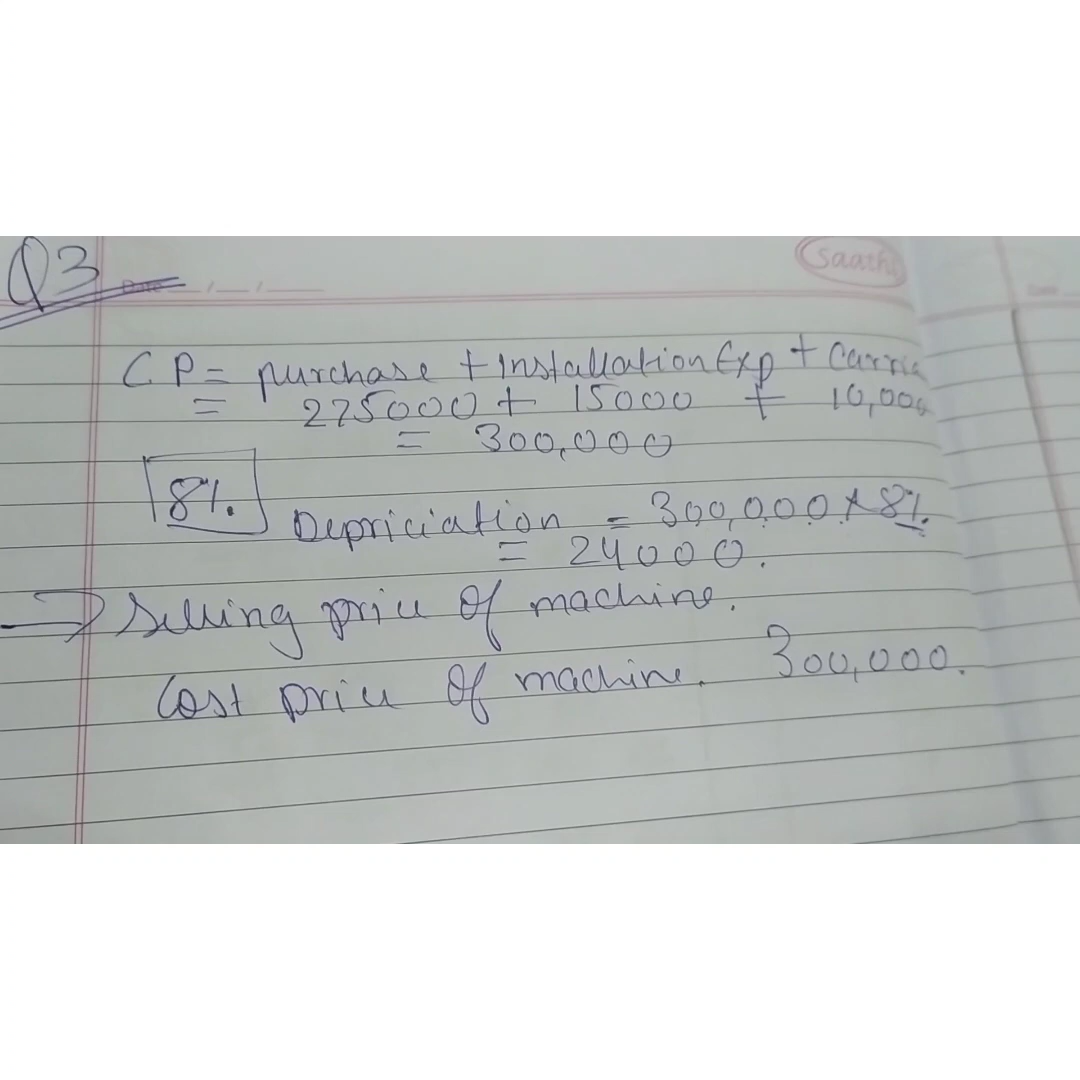 Q3
Date / /
saathi
C P = purchase + Installation Exp + Carria
= 275000 + 15000 + 10,000
= 300,000
8%.
Depriciation = 300,000 × 8%.
= 24000.
→ Selling price of machine.
Cost price of machine. 300,000.